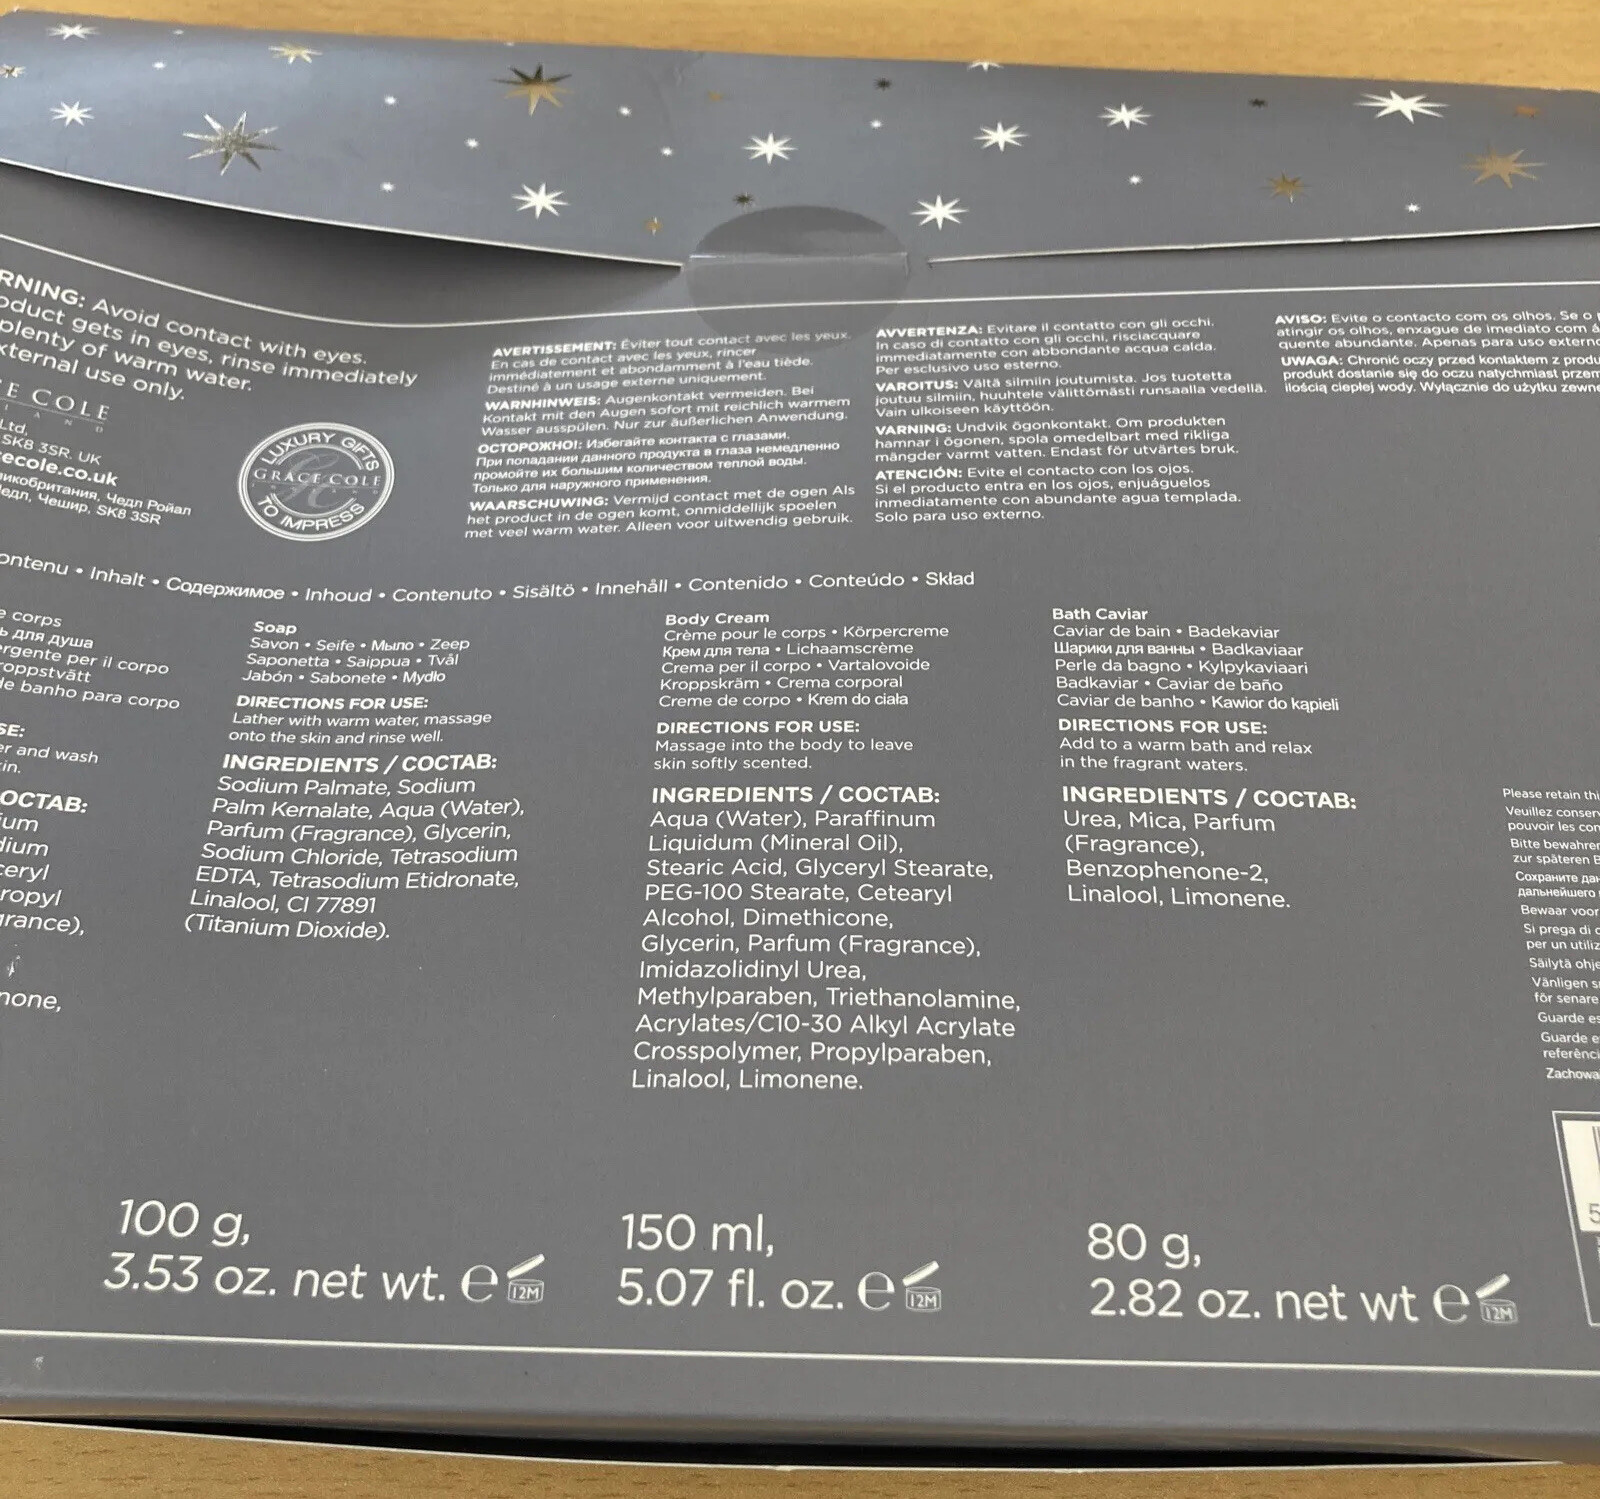 RNING: Avoid contact with eyes.
oduct gets in eyes, rinse immediately
plenty of warm water.
xternal use only.
E COLE
L A N D
Ltd,
SK8 3SR. UK
ecole.co.uk
икобритания, Чедл Ройал
едл, Чешир, SK8 3SR
LUXURY GIFTS
GRACE COLE
TO IMPRESS
AVERTISSEMENT: Éviter tout contact avec les yeux.
En cas de contact avec les yeux, rincer
immédiatement et abondamment à l'eau tiède.
Destiné à un usage externe uniquement.
WARNHINWEIS: Augenkontakt vermeiden. Bei
Kontakt mit den Augen sofort mit reichlich warmem
Wasser ausspülen. Nur zur äußerlichen Anwendung.
ОСТОРОЖНО!: Избегайте контакта с глазами.
При попадании данного продукта в глаза немедленно
промойте их большим количеством теплой воды.
Только для наружного применения.
WAARSCHUWING: Vermijd contact met de ogen Als
het product in de ogen komt, onmiddellijk spoelen
met veel warm water. Alleen voor uitwendig gebruik.
AVVERTENZA: Evitare il contatto con gli occhi.
In caso di contatto con gli occhi, risciacquare
immediatamente con abbondante acqua calda.
Per esclusivo uso esterno.
VAROITUS: Vältä silmiin joutumista. Jos tuotetta
joutuu silmiin, huuhtele välittömästi runsaalla vedellä.
Vain ulkoiseen käyttöön.
VARNING: Undvik ögonkontakt. Om produkten
hamnar i ögonen, spola omedelbart med rikliga
mängder varmt vatten. Endast för utvärtes bruk.
ATENCIÓN: Evite el contacto con los ojos.
Si el producto entra en los ojos, enjuáguelos
inmediatamente con abundante agua templada.
Solo para uso externo.
AVISO: Evite o contacto com os olhos. Se o
atingir os olhos, enxague de imediato com á
quente abundante. Apenas para uso externo
UWAGA: Chronić oczy przed kontaktem z produ
produkt dostanie się do oczu natychmiast przem
ilością ciepłej wody. Wyłącznie do użytku zewnę
ontenu • Inhalt • Содержимое • Inhoud • Contenuto • Sisältö • Innehåll • Contenido • Conteúdo • Skład
e corps
ь для душа
rgente per il corpo
roppstvätt
de banho para corpo
SE:
er and wash
in.
ОСТАВ:
ium
dium
ceryl
ropyl
grance),
none,
Soap
Savon • Seife • Мыло • Zeep
Saponetta • Saippua • Tvål
Jabón • Sabonete • Mydło
DIRECTIONS FOR USE:
Lather with warm water, massage
onto the skin and rinse well.
INGREDIENTS / СОСТАВ:
Sodium Palmate, Sodium
Palm Kernalate, Aqua (Water),
Parfum (Fragrance), Glycerin,
Sodium Chloride, Tetrasodium
EDTA, Tetrasodium Etidronate,
Linalool, CI 77891
(Titanium Dioxide).
Body Cream
Crème pour le corps • Körpercreme
Крем для тела • Lichaamscrème
Crema per il corpo • Vartalovoide
Kroppskräm • Crema corporal
Creme de corpo • Krem do ciała
DIRECTIONS FOR USE:
Massage into the body to leave
skin softly scented.
INGREDIENTS / СОСТАВ:
Aqua (Water), Paraffinum
Liquidum (Mineral Oil),
Stearic Acid, Glyceryl Stearate,
PEG-100 Stearate, Cetearyl
Alcohol, Dimethicone,
Glycerin, Parfum (Fragrance),
Imidazolidinyl Urea,
Methylparaben, Triethanolamine,
Acrylates/C10-30 Alkyl Acrylate
Crosspolymer, Propylparaben,
Linalool, Limonene.
Bath Caviar
Caviar de bain • Badekaviar
Шарики для ванны • Badkaviaar
Perle da bagno • Kylpykaviaari
Badkaviar • Caviar de baño
Caviar de banho • Kawior do kąpieli
DIRECTIONS FOR USE:
Add to a warm bath and relax
in the fragrant waters.
INGREDIENTS / СОСТАВ:
Urea, Mica, Parfum
(Fragrance),
Benzophenone-2,
Linalool, Limonene.
Please retain thi
Veuillez conserv
pouvoir les con
Bitte bewahren
zur späteren B
Сохраните дан
дальнейшего
Bewaar voor
Si prega di c
per un utiliz
Säilytä ohje
Vänligen s
för senare
Guarde es
Guarde e
referênci
Zachowa
5
100 g,
3.53 oz. net wt. e 12M
150 ml,
5.07 fl. oz. e 12M
80 g,
2.82 oz. net wt e 12M